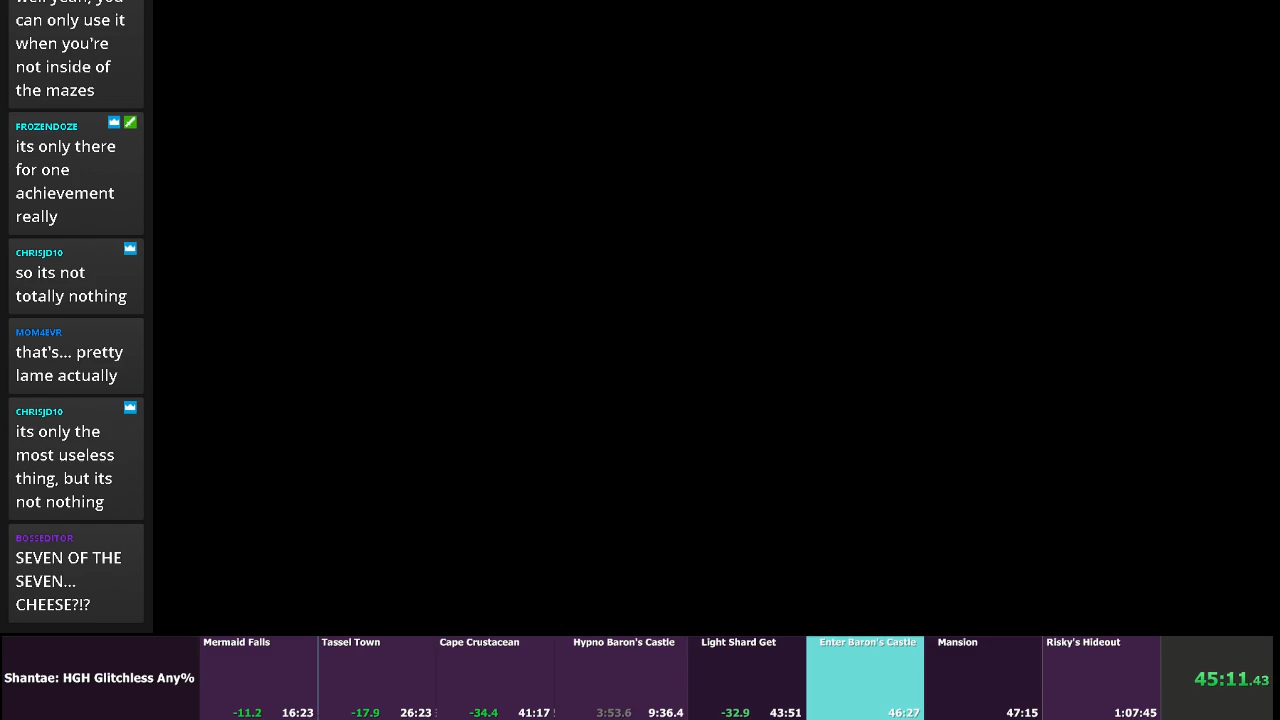 well yeah, you
can only use it
when you're
not inside of
the mazes
FROZENDOZE
its only there
for one
achievement
really
CHRISJD10
so its not
totally nothing
MOM4EVR
that's... pretty
lame actually
CHRISJD10
its only the
most useless
thing, but its
not nothing
BOSSEDITOR
SEVEN OF THE
SEVEN...
CHEESE?!?
Shantae: HGH Glitchless Any%
Mermaid Falls
-11.2 16:23
Tassel Town
-17.9 26:23
Cape Crustacean
-34.4 41:17
Hypno Baron's Castle
3:53.6 9:36.4
Light Shard Get
-32.9 43:51
Enter Baron's Castle
46:27
Mansion
47:15
Risky's Hideout
1:07:45
45:11.43